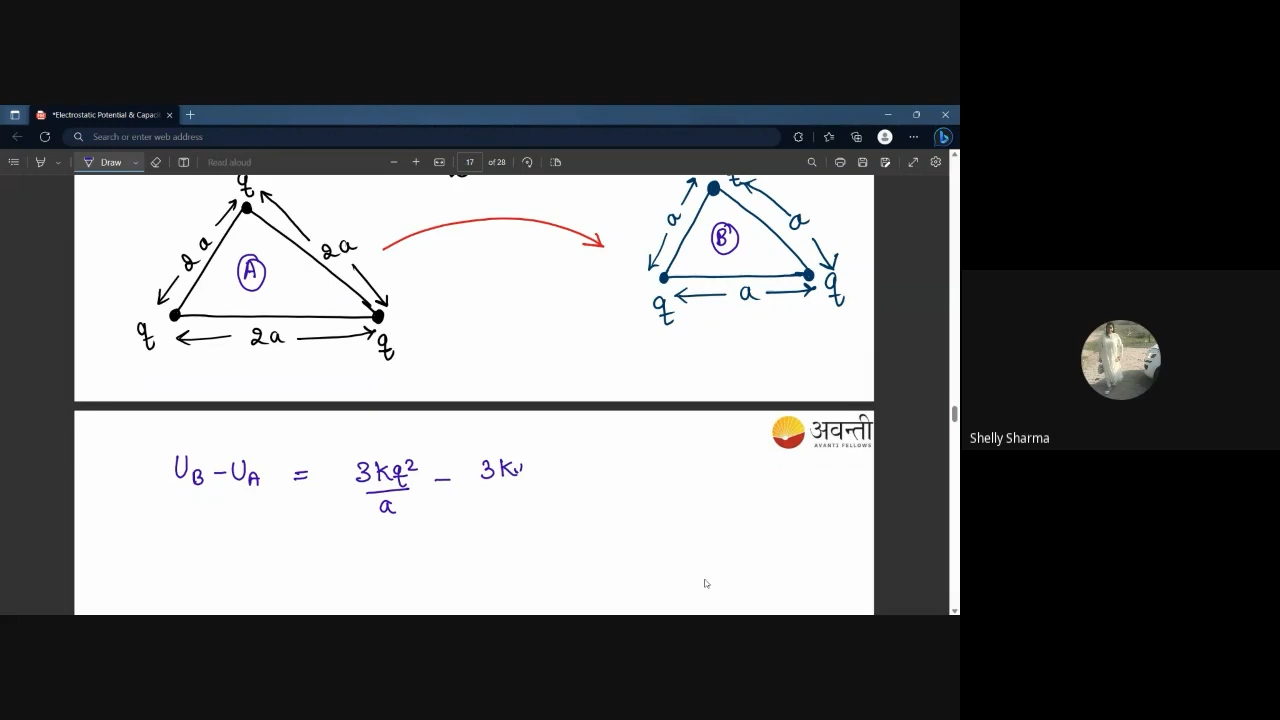 *Electrostatic Potential & Capaci
Search or enter web address
Draw
Read aloud
17 of 28
q
2a
2a
A
q
2a
q
a
a
B
q
a
q
अवन्ती
AVANTI FELLOWS
U_B - U_A = 3Kq²/a - 3K
Shelly Sharma